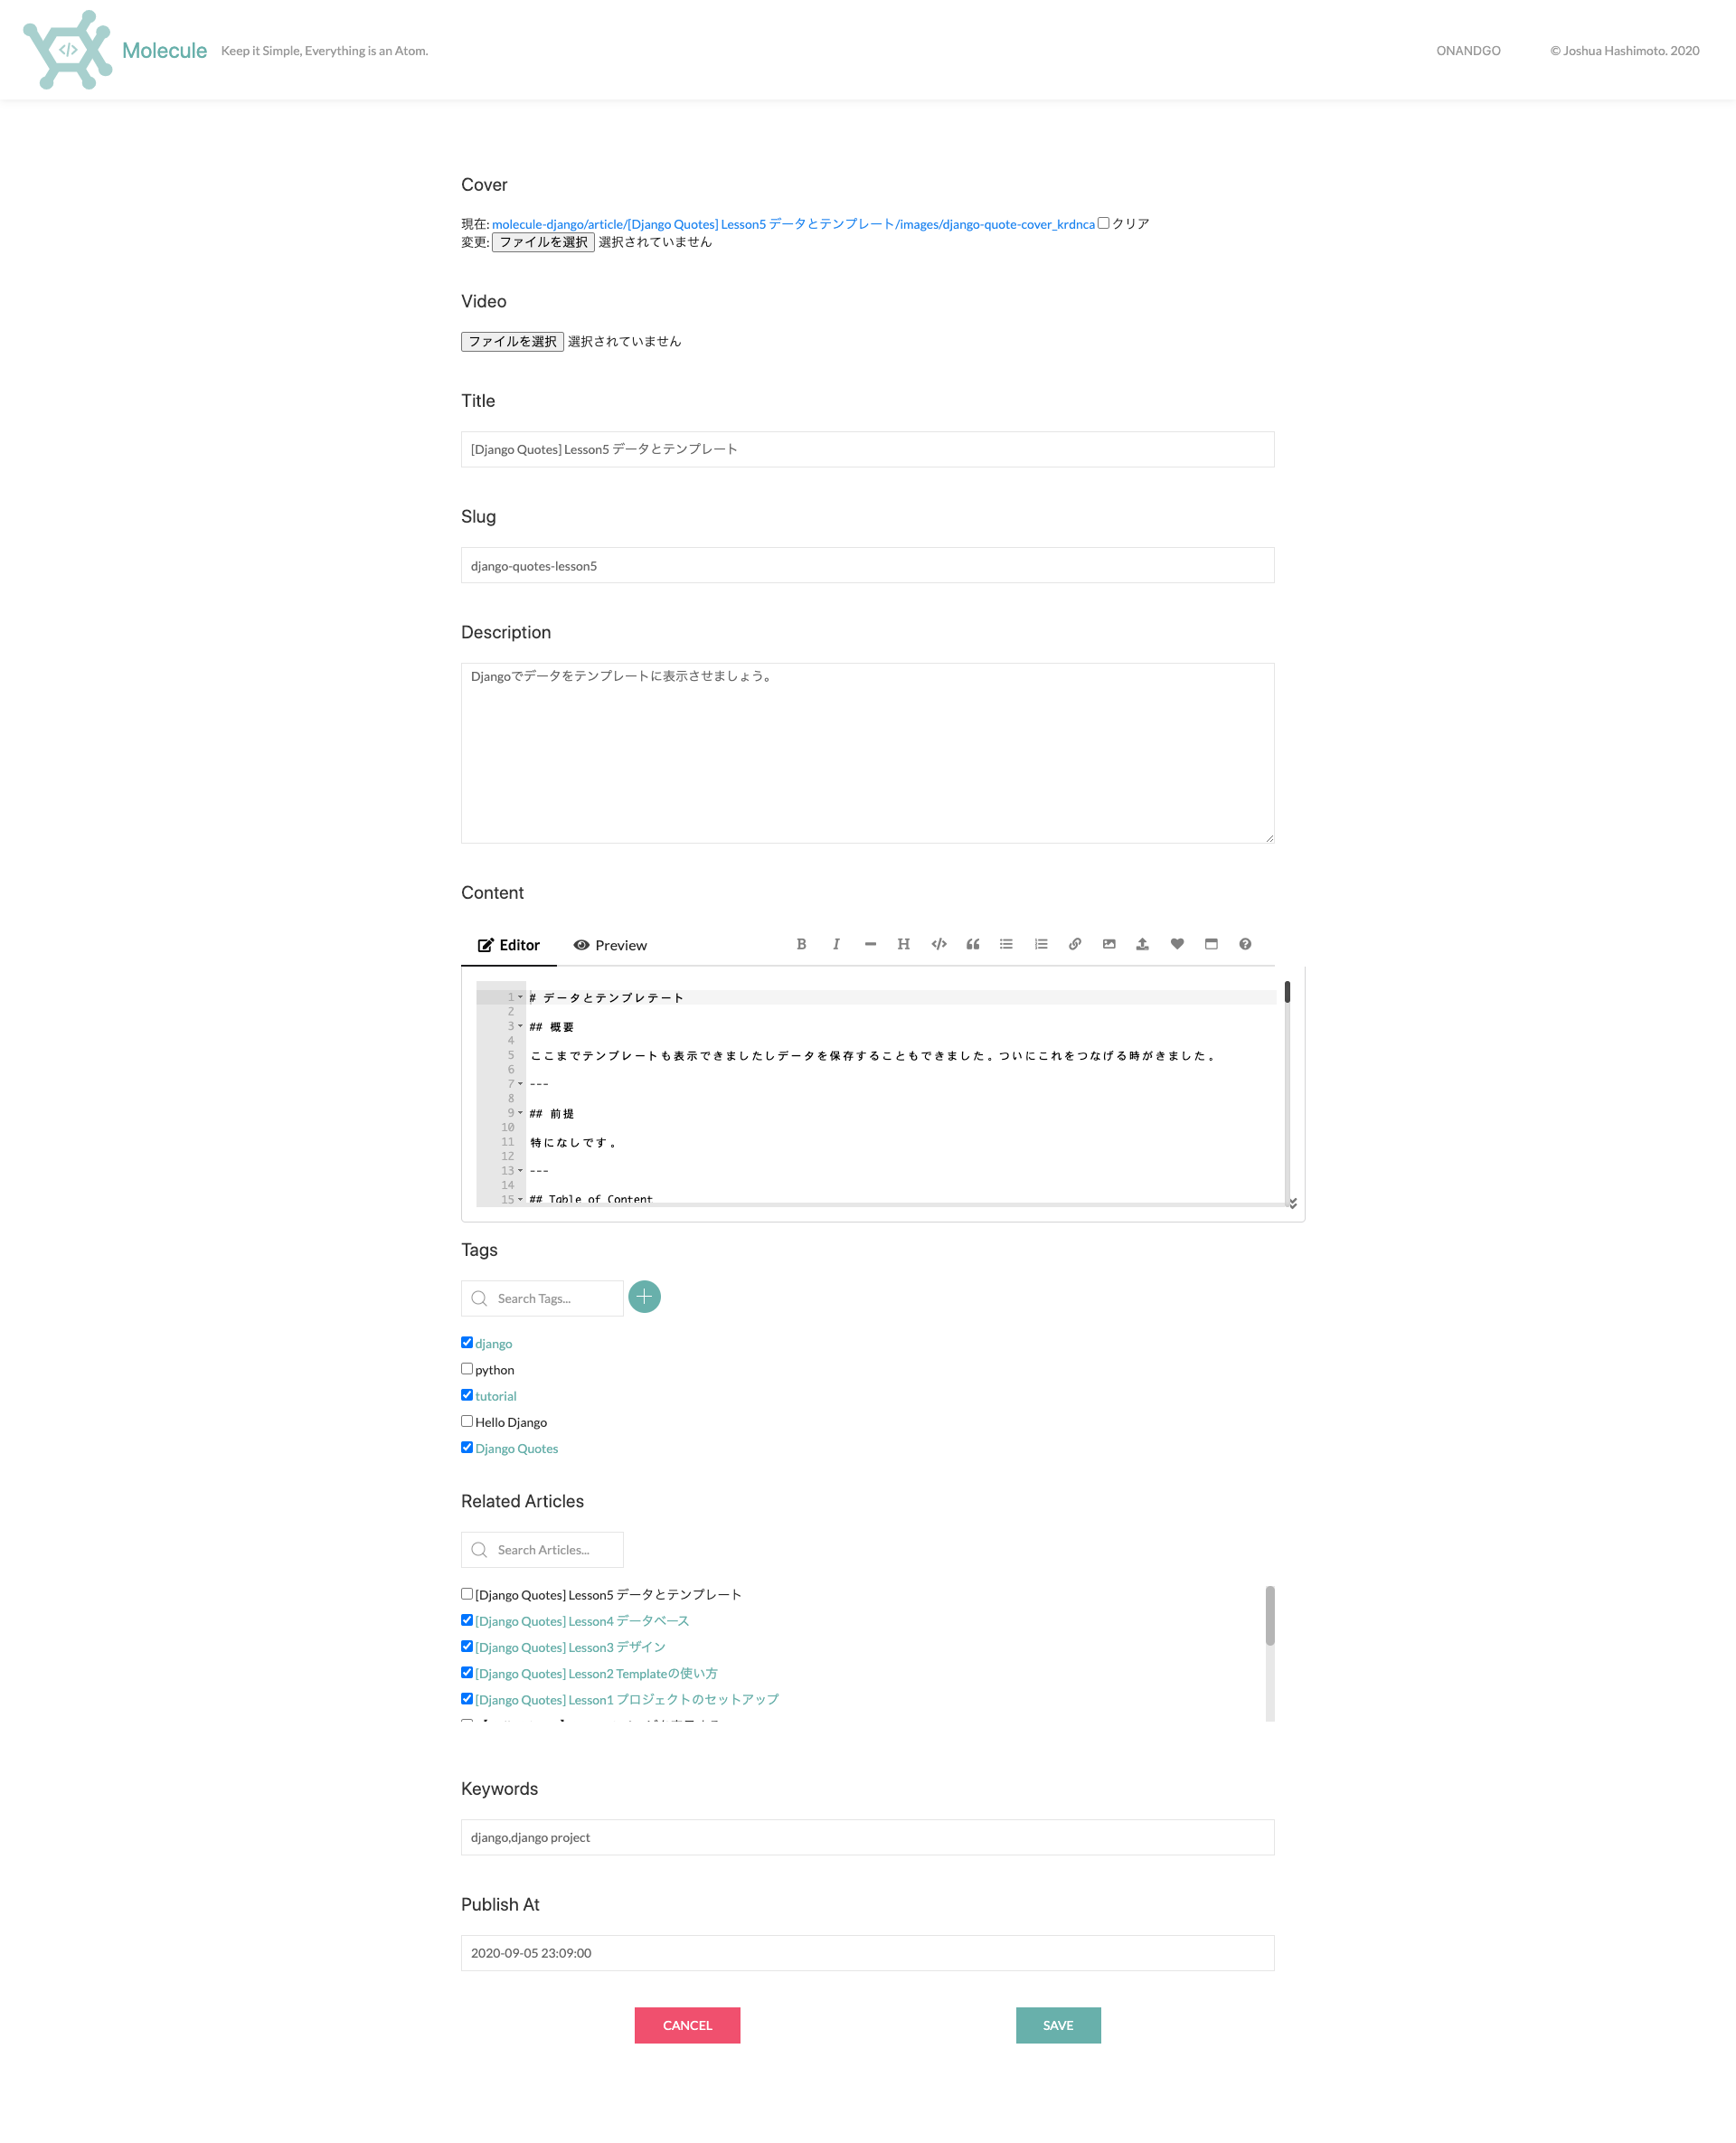 Molecule Keep it Simple, Everything is an Atom. ONANDGO © Joshua Hashimoto. 2020
Cover
現在: molecule-django/article/[Django Quotes] Lesson5 データとテンプレート/images/django-quote-cover_krdnca クリア
変更: ファイルを選択 選択されていません
Video
ファイルを選択 選択されていません
Title
[Django Quotes] Lesson5 データとテンプレート
Slug
django-quotes-lesson5
Description
Djangoでデータをテンプレートに表示させましょう。
Content
Editor Preview
1 # データとテンプレテート
2
3 ## 概要
4
5 ここまでテンプレートも表示できましたしデータを保存することもできました。ついにこれをつなげる時がきました。
6
7 ---
8
9 ## 前提
10
11 特になしです。
12
13 ---
14
15 ## Table of Content
Tags
Search Tags...
django
python
tutorial
Hello Django
Django Quotes
Related Articles
Search Articles...
[Django Quotes] Lesson5 データとテンプレート
[Django Quotes] Lesson4 データベース
[Django Quotes] Lesson3 デザイン
[Django Quotes] Lesson2 Templateの使い方
[Django Quotes] Lesson1 プロジェクトのセットアップ
Keywords
django,django project
Publish At
2020-09-05 23:09:00
CANCEL SAVE